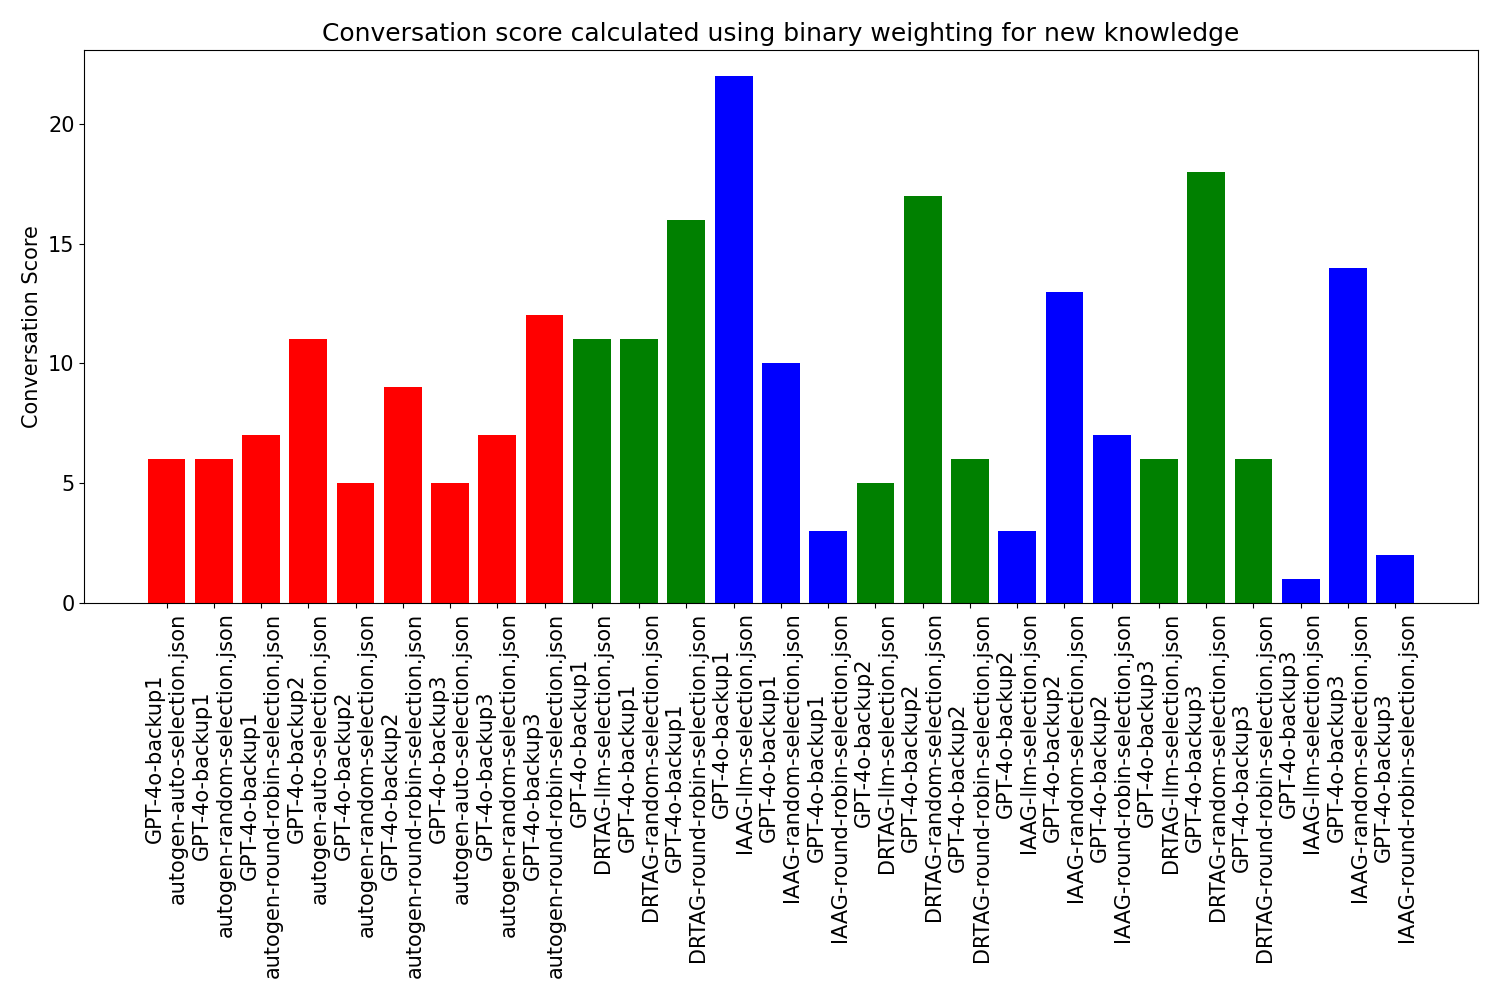 Conversation score calculated using binary weighting for new knowledge
Conversation Score
20
15
10
5
0
GPT-4o-backup1
autogen-auto-selection.json
GPT-4o-backup1
autogen-random-selection.json
GPT-4o-backup1
autogen-round-robin-selection.json
GPT-4o-backup2
autogen-auto-selection.json
GPT-4o-backup2
autogen-random-selection.json
GPT-4o-backup2
autogen-round-robin-selection.json
GPT-4o-backup3
autogen-auto-selection.json
GPT-4o-backup3
autogen-random-selection.json
GPT-4o-backup3
autogen-round-robin-selection.json
GPT-4o-backup1
DRTAG-llm-selection.json
GPT-4o-backup1
DRTAG-random-selection.json
GPT-4o-backup1
DRTAG-round-robin-selection.json
GPT-4o-backup1
IAAG-llm-selection.json
GPT-4o-backup1
IAAG-random-selection.json
GPT-4o-backup1
IAAG-round-robin-selection.json
GPT-4o-backup2
DRTAG-llm-selection.json
GPT-4o-backup2
DRTAG-random-selection.json
GPT-4o-backup2
DRTAG-round-robin-selection.json
GPT-4o-backup2
IAAG-llm-selection.json
GPT-4o-backup2
IAAG-random-selection.json
GPT-4o-backup2
IAAG-round-robin-selection.json
GPT-4o-backup3
DRTAG-llm-selection.json
GPT-4o-backup3
DRTAG-random-selection.json
GPT-4o-backup3
DRTAG-round-robin-selection.json
GPT-4o-backup3
IAAG-llm-selection.json
GPT-4o-backup3
IAAG-random-selection.json
GPT-4o-backup3
IAAG-round-robin-selection.json